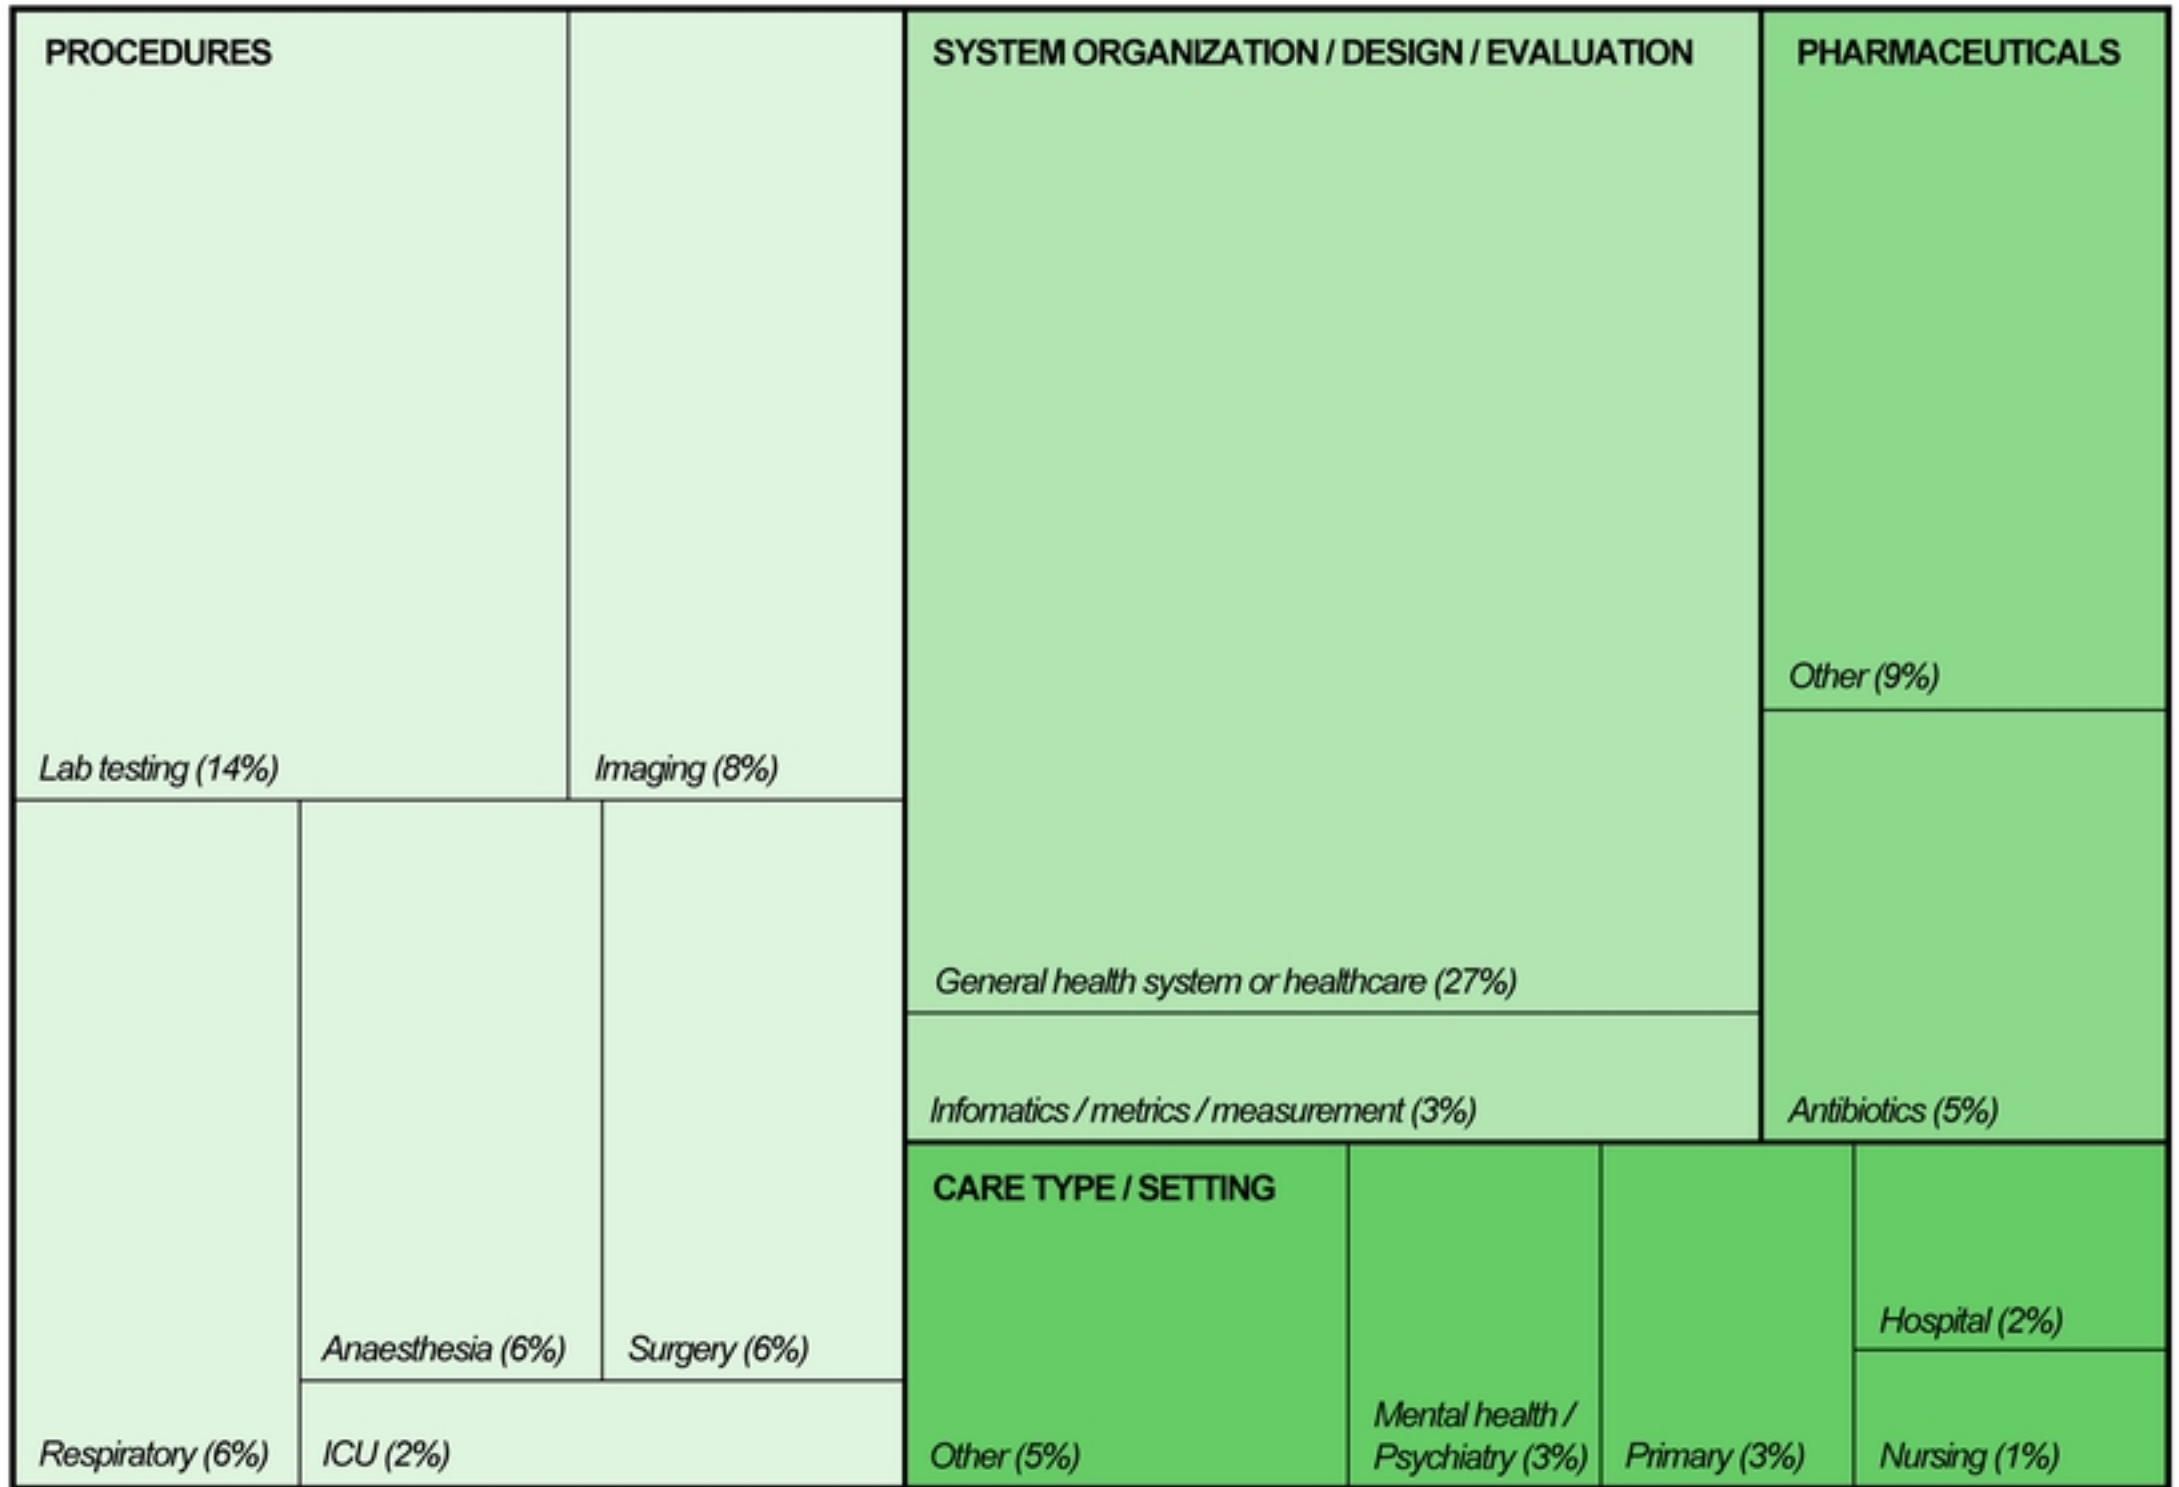 PROCEDURES
Lab testing (14%)
Imaging (8%)
Respiratory (6%)
Anaesthesia (6%)
Surgery (6%)
ICU (2%)
SYSTEM ORGANIZATION / DESIGN / EVALUATION
General health system or healthcare (27%)
Infomatics / metrics / measurement (3%)
PHARMACEUTICALS
Other (9%)
Antibiotics (5%)
CARE TYPE / SETTING
Other (5%)
Mental health /
Psychiatry (3%)
Primary (3%)
Hospital (2%)
Nursing (1%)